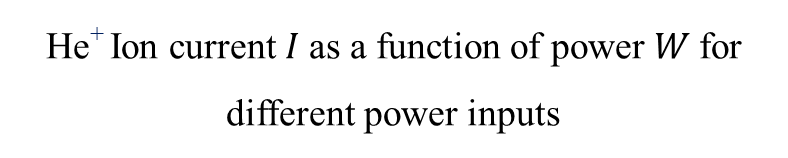 He⁺ Ion current I as a function of power W for
different power inputs